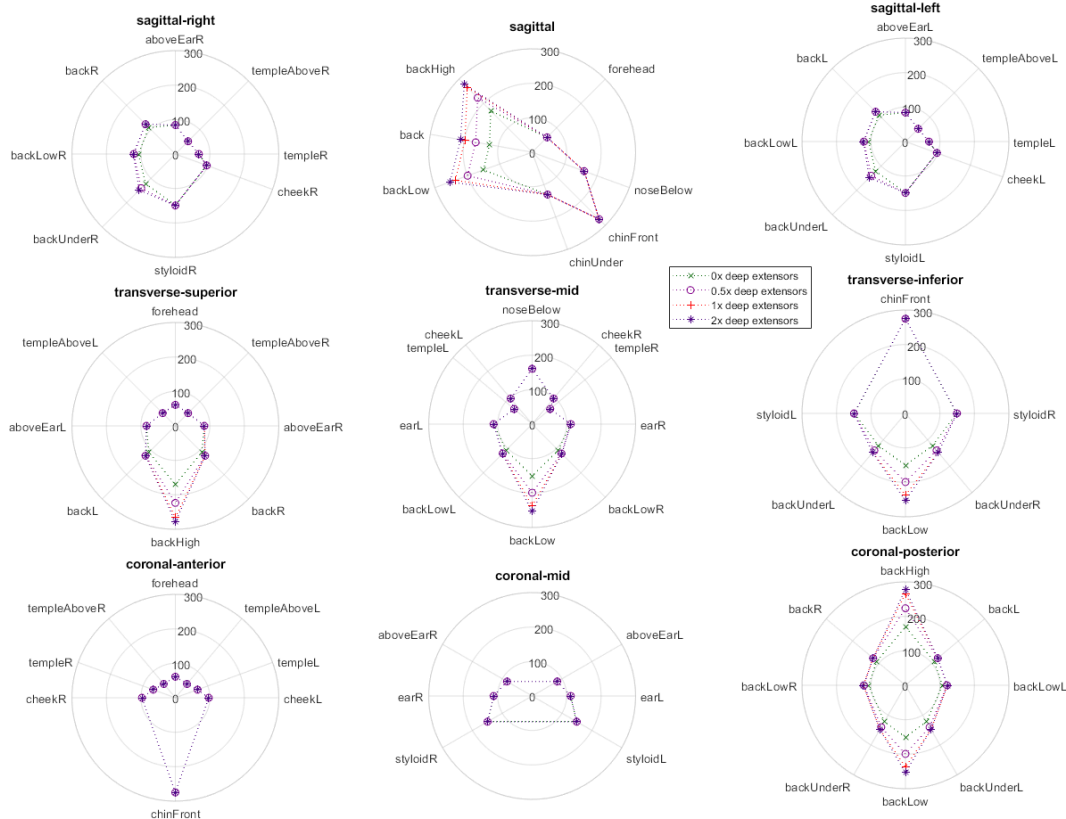 sagittal-right
aboveEarR
300
backR
templeAboveR
200
100
backLowR
0
templeR
cheekR
backUnderR
styloidR
sagittal
300
backHigh
forehead
200
100
back
0
backLow
noseBelow
chinFront
chinUnder
sagittal-left
aboveEarL
300
backL
templeAboveL
200
100
backLowL
0
templeL
cheekL
backUnderL
styloidL
0x deep extensors
0.5x deep extensors
1x deep extensors
2x deep extensors
transverse-superior
forehead
300
templeAboveL
templeAboveR
200
100
aboveEarL
0
aboveEarR
backL
backR
backHigh
transverse-mid
noseBelow
300
cheekL
cheekR
templeL
templeR
200
100
earL
0
earR
backLowL
backLowR
backLow
transverse-inferior
chinFront
300
200
100
styloidL
0
styloidR
backUnderL
backUnderR
backLow
coronal-anterior
forehead
300
templeAboveR
templeAboveL
200
templeR
templeL
100
cheekR
0
cheekL
chinFront
coronal-mid
300
200
aboveEarR
aboveEarL
100
earR
0
earL
styloidR
styloidL
coronal-posterior
backHigh
300
backR
backL
200
100
backLowR
0
backLowL
backUnderR
backUnderL
backLow